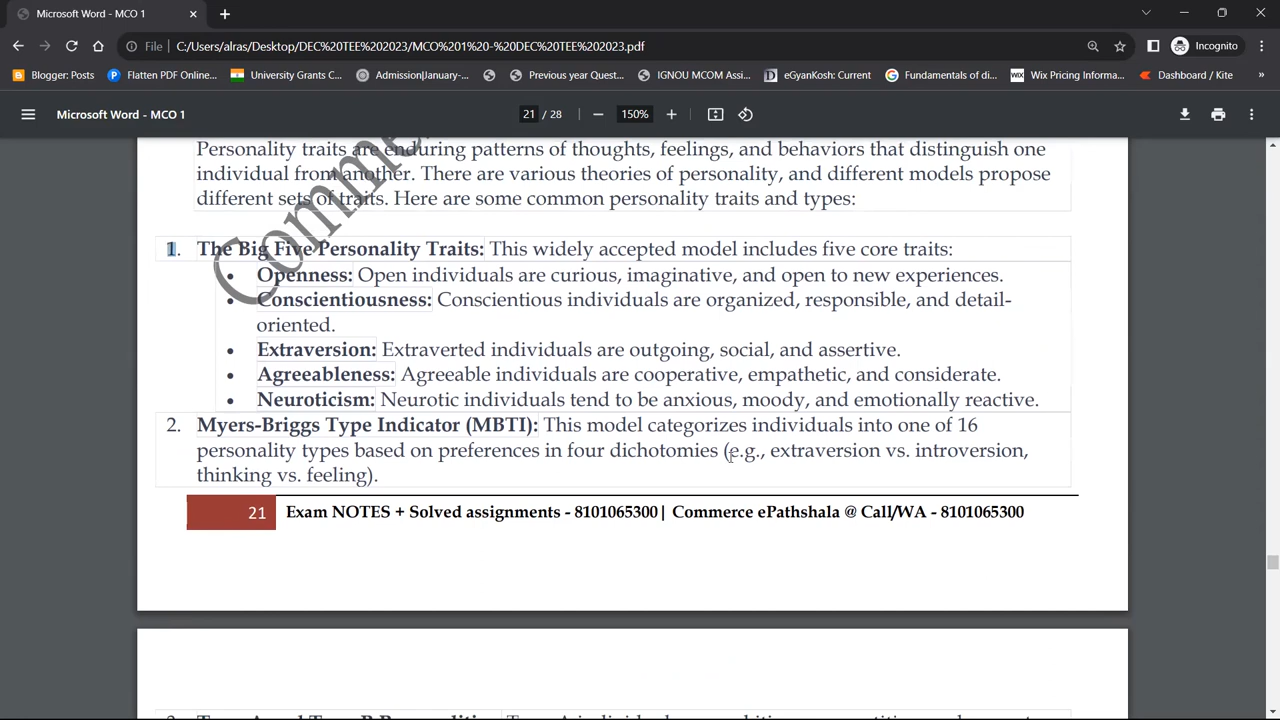 Microsoft Word - MCO 1
File
C:/Users/alras/Desktop/DEC%20TEE%202023/MCO%201%20-%20DEC%20TEE%202023.pdf
Incognito
Blogger: Posts
Flatten PDF Online...
University Grants C...
Admission|January-...
Previous year Quest...
IGNOU MCOM Assi...
eGyanKosh: Current
Fundamentals of di...
Wix Pricing Informa...
Dashboard / Kite
»
Microsoft Word - MCO 1
21 / 28
150%
Personality traits are enduring patterns of thoughts, feelings, and behaviors that distinguish one
individual from another. There are various theories of personality, and different models propose
different sets of traits. Here are some common personality traits and types:
1. The Big Five Personality Traits: This widely accepted model includes five core traits:
• Openness: Open individuals are curious, imaginative, and open to new experiences.
• Conscientiousness: Conscientious individuals are organized, responsible, and detail-
oriented.
• Extraversion: Extraverted individuals are outgoing, social, and assertive.
• Agreeableness: Agreeable individuals are cooperative, empathetic, and considerate.
• Neuroticism: Neurotic individuals tend to be anxious, moody, and emotionally reactive.
2. Myers-Briggs Type Indicator (MBTI): This model categorizes individuals into one of 16
personality types based on preferences in four dichotomies (e.g., extraversion vs. introversion,
thinking vs. feeling).
21 Exam NOTES + Solved assignments - 8101065300| Commerce ePathshala @ Call/WA - 8101065300